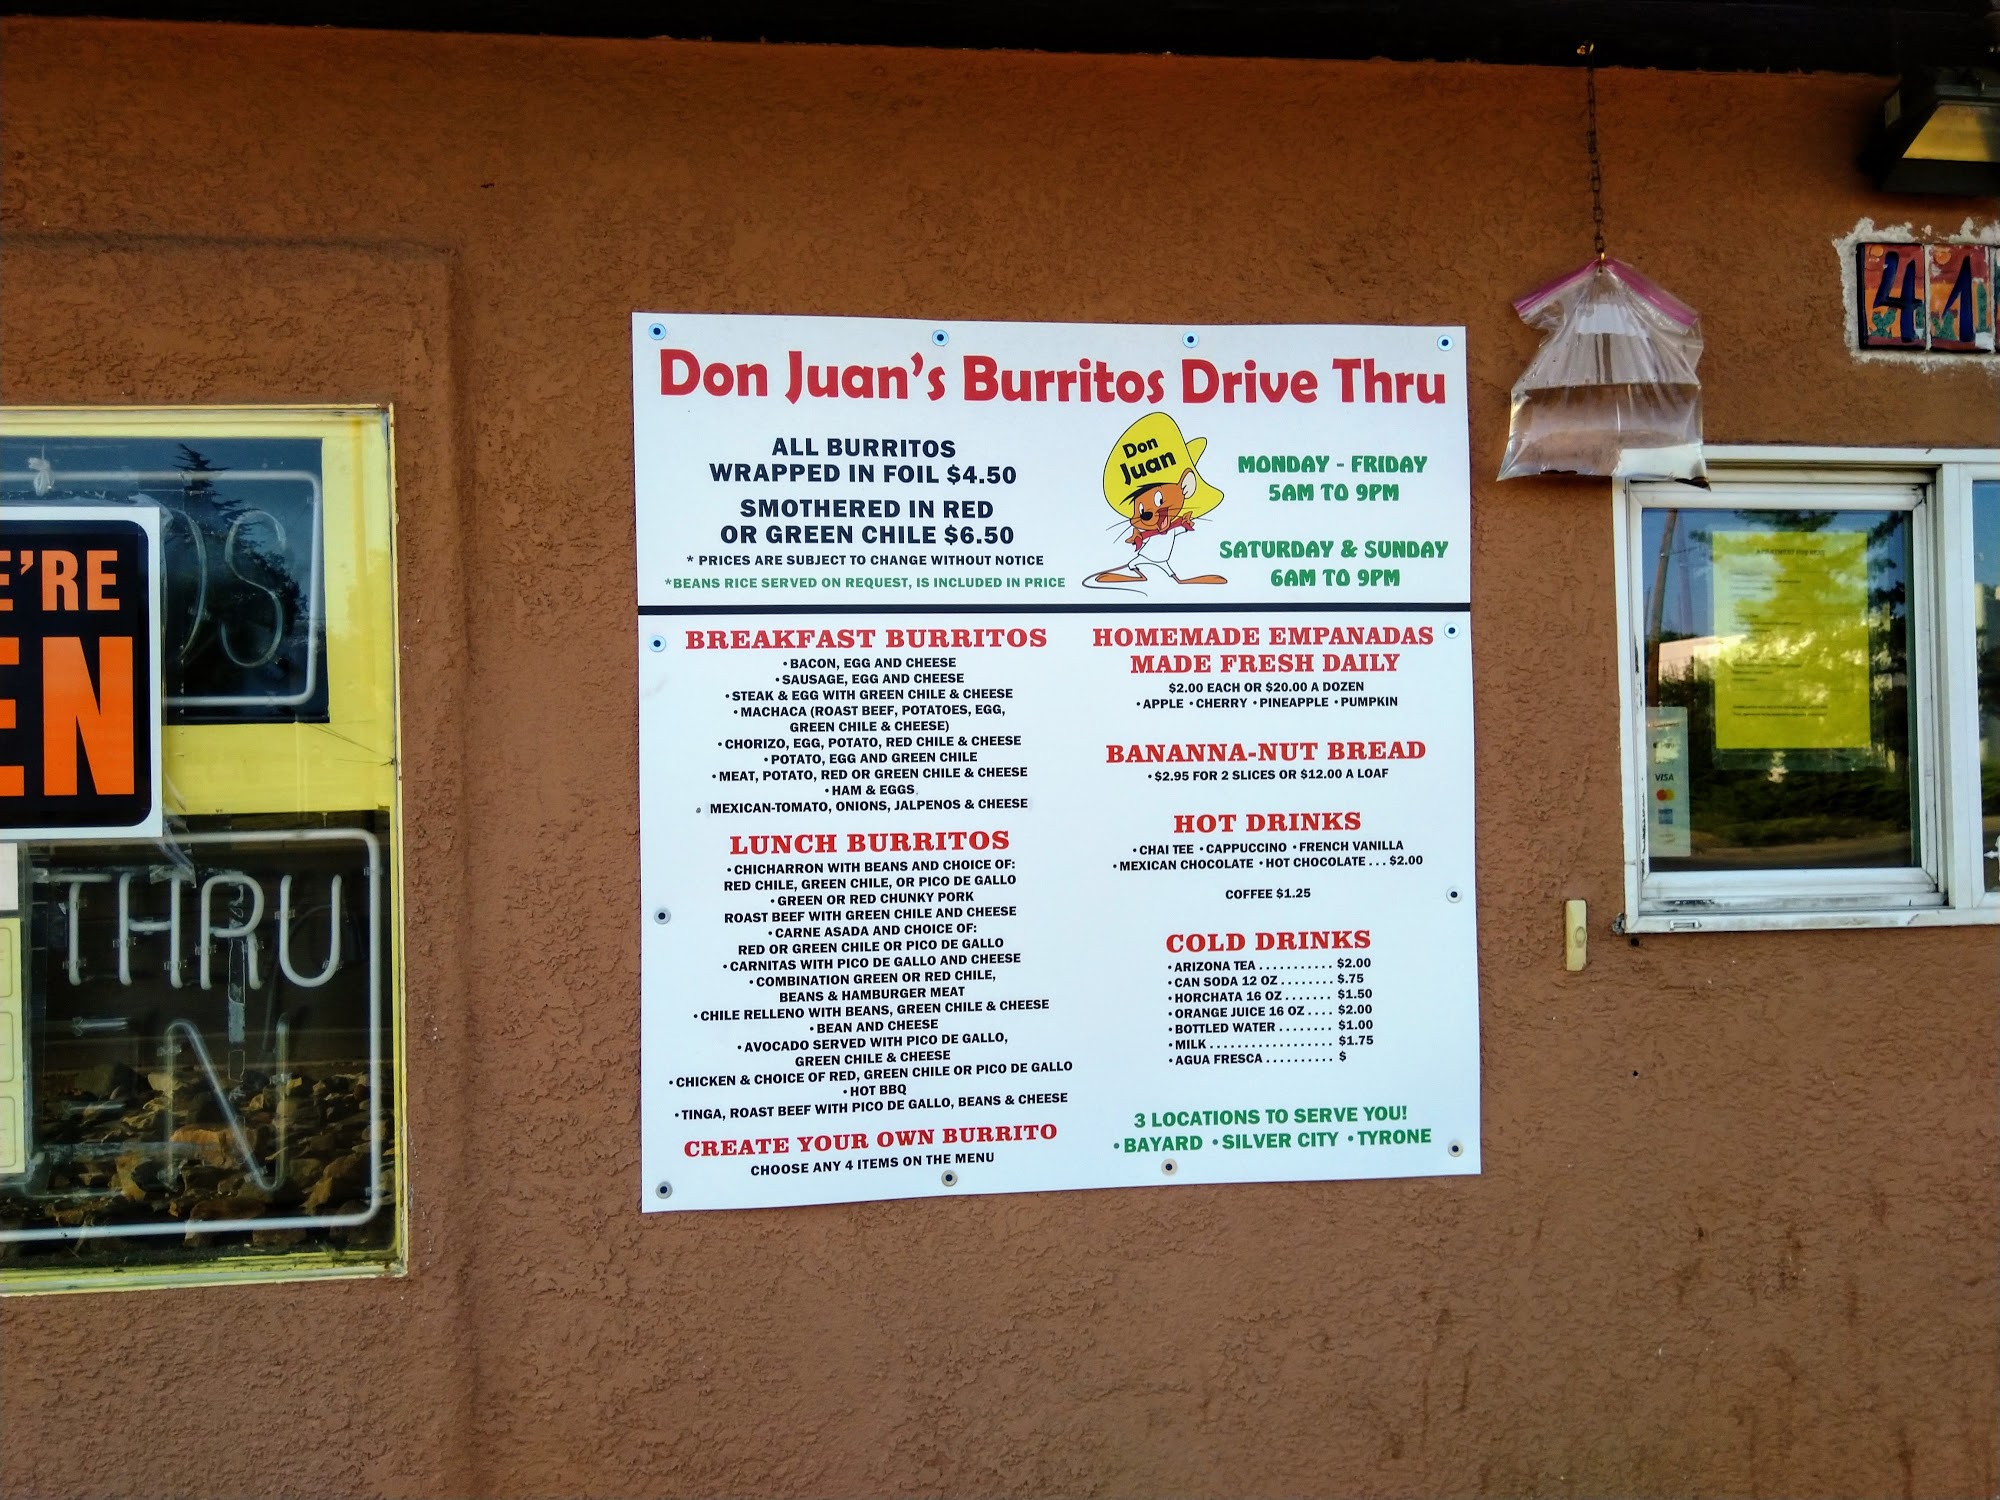 Don Juan's Burritos Drive Thru
ALL BURRITOS
WRAPPED IN FOIL $4.50
SMOTHERED IN RED
OR GREEN CHILE $6.50
* PRICES ARE SUBJECT TO CHANGE WITHOUT NOTICE
*BEANS RICE SERVED ON REQUEST, IS INCLUDED IN PRICE
Don
Juan
MONDAY - FRIDAY
5AM TO 9PM
SATURDAY & SUNDAY
6AM TO 9PM
BREAKFAST BURRITOS
• BACON, EGG AND CHEESE
• SAUSAGE, EGG AND CHEESE
• STEAK & EGG WITH GREEN CHILE & CHEESE
• MACHACA (ROAST BEEF, POTATOES, EGG,
GREEN CHILE & CHEESE)
• CHORIZO, EGG, POTATO, RED CHILE & CHEESE
• POTATO, EGG AND GREEN CHILE
• MEAT, POTATO, RED OR GREEN CHILE & CHEESE
• HAM & EGGS
• MEXICAN-TOMATO, ONIONS, JALPENOS & CHEESE
LUNCH BURRITOS
• CHICHARRON WITH BEANS AND CHOICE OF:
RED CHILE, GREEN CHILE, OR PICO DE GALLO
• GREEN OR RED CHUNKY PORK
ROAST BEEF WITH GREEN CHILE AND CHEESE
• CARNE ASADA AND CHOICE OF:
RED OR GREEN CHILE OR PICO DE GALLO
• CARNITAS WITH PICO DE GALLO AND CHEESE
• COMBINATION GREEN OR RED CHILE,
BEANS & HAMBURGER MEAT
• CHILE RELLENO WITH BEANS, GREEN CHILE & CHEESE
• BEAN AND CHEESE
• AVOCADO SERVED WITH PICO DE GALLO,
GREEN CHILE & CHEESE
• CHICKEN & CHOICE OF RED, GREEN CHILE OR PICO DE GALLO
• HOT BBQ
• TINGA, ROAST BEEF WITH PICO DE GALLO, BEANS & CHEESE
CREATE YOUR OWN BURRITO
CHOOSE ANY 4 ITEMS ON THE MENU
HOMEMADE EMPANADAS
MADE FRESH DAILY
$2.00 EACH OR $20.00 A DOZEN
• APPLE • CHERRY • PINEAPPLE • PUMPKIN
BANANNA-NUT BREAD
• $2.95 FOR 2 SLICES OR $12.00 A LOAF
HOT DRINKS
• CHAI TEE • CAPPUCCINO • FRENCH VANILLA
• MEXICAN CHOCOLATE • HOT CHOCOLATE . . . $2.00
COFFEE $1.25
COLD DRINKS
• ARIZONA TEA . . . . . . . . . . . $2.00
• CAN SODA 12 OZ . . . . . . . . $.75
• HORCHATA 16 OZ . . . . . . . $1.50
• ORANGE JUICE 16 OZ . . . . $2.00
• BOTTLED WATER . . . . . . . . $1.00
• MILK . . . . . . . . . . . . . . . . . . $1.75
• AGUA FRESCA . . . . . . . . . . $
3 LOCATIONS TO SERVE YOU!
• BAYARD • SILVER CITY • TYRONE
E'RE
EN
OS
THRU
N
41
VISA